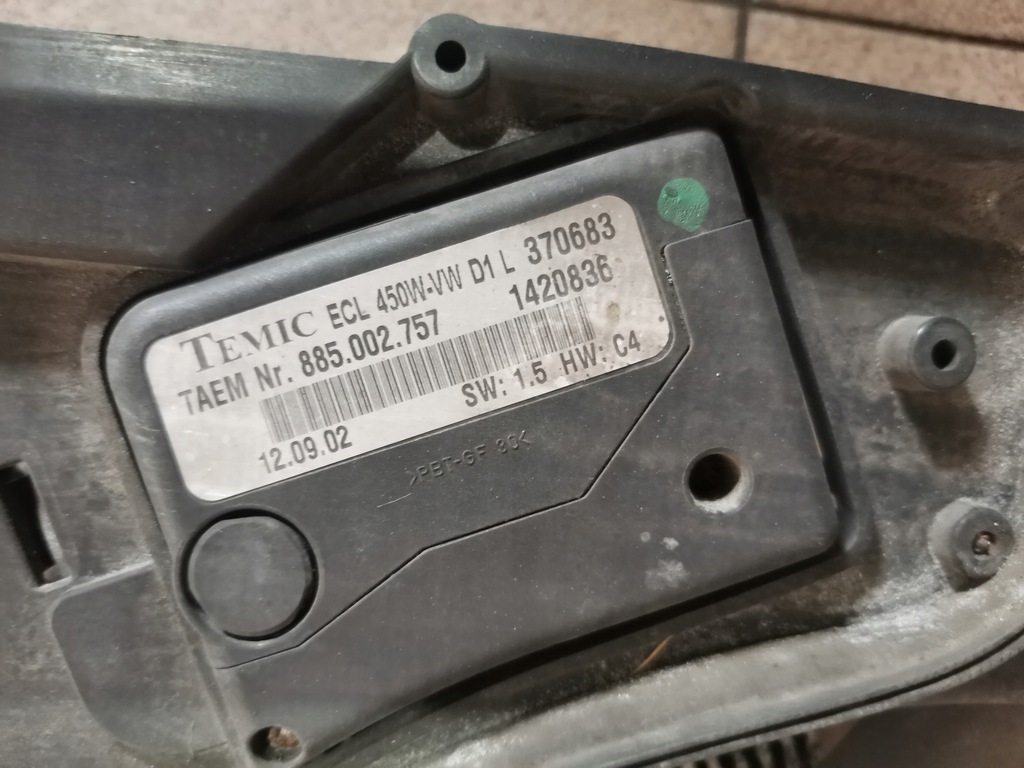 TEMIC ECL 450W-VW D1 L 370683
TAEM Nr. 885.002.757 1420836
SW: 1.5 HW: C4
12.09.02
>PBT-GF 30<